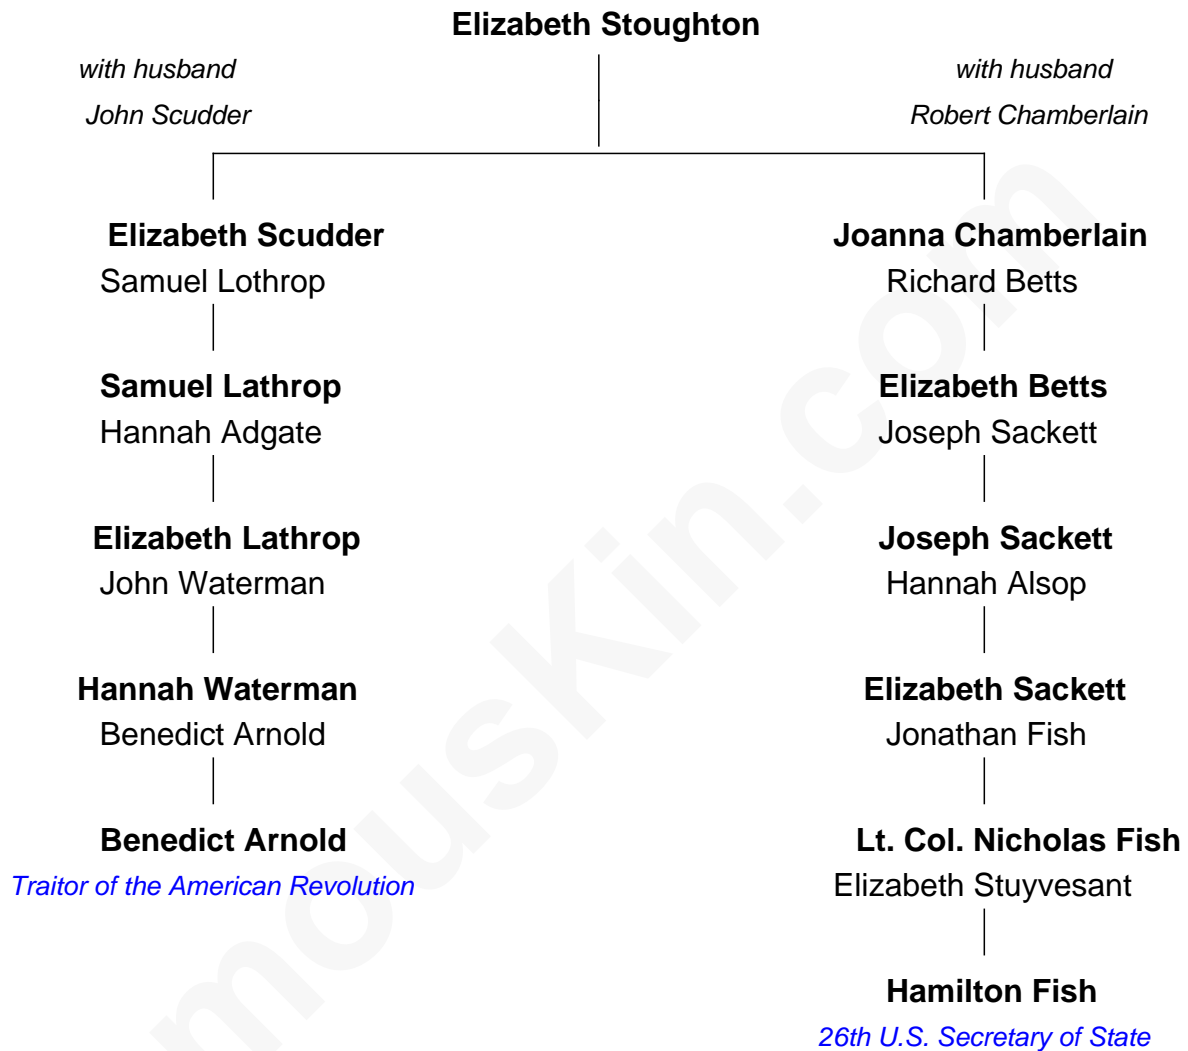 Elizabeth Stoughton
with husband
John Scudder
with husband
Robert Chamberlain
Elizabeth Scudder
Samuel Lothrop
Joanna Chamberlain
Richard Betts
Samuel Lathrop
Hannah Adgate
Elizabeth Betts
Joseph Sackett
Elizabeth Lathrop
John Waterman
Joseph Sackett
Hannah Alsop
Hannah Waterman
Benedict Arnold
Elizabeth Sackett
Jonathan Fish
Benedict Arnold
Traitor of the American Revolution
Lt. Col. Nicholas Fish
Elizabeth Stuyvesant
Hamilton Fish
26th U.S. Secretary of State
mouskin.com